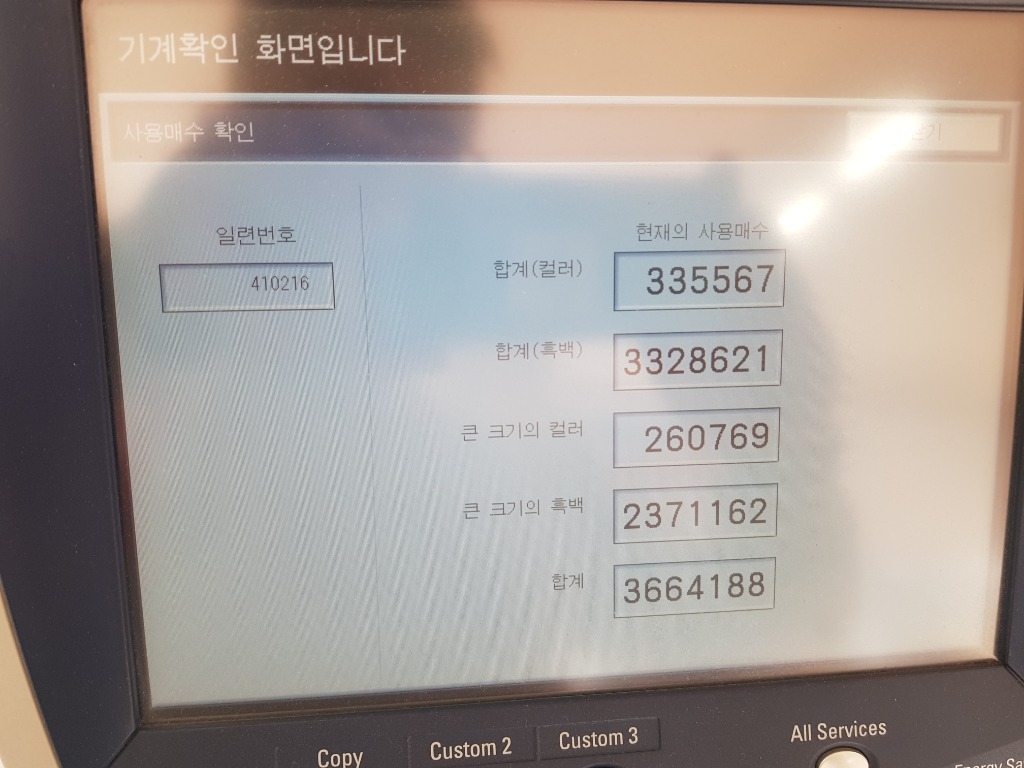 기계확인 화면입니다
사용매수 확인
일련번호
410216
현재의 사용매수
합계(컬러) 335567
합계(흑백) 3328621
큰 크기의 컬러 260769
큰 크기의 흑백 2371162
합계 3664188
Copy
Custom 2
Custom 3
All Services
Energy